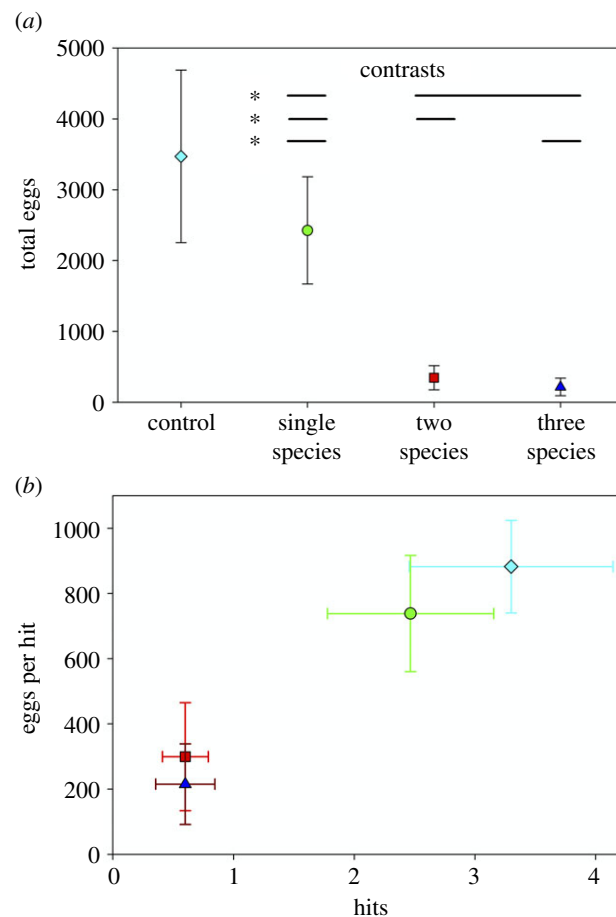 (a)
5000
4000
3000
2000
1000
0
total eggs
contrasts
*
*
*
control
single species
two species
three species
(b)
1000
800
600
400
200
0
eggs per hit
0 1 2 3 4
hits